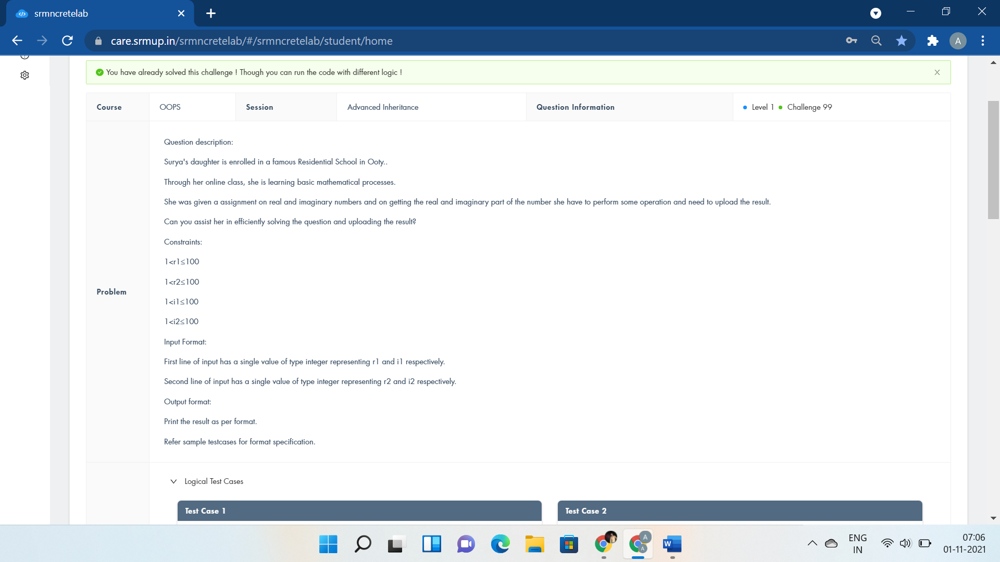 srmncretelab
care.srmup.in/srmncretelab/#/srmncretelab/student/home
A
You have already solved this challenge ! Though you can run the code with different logic !
Course
OOPS
Session
Advanced Inheritance
Question Information
Level 1
Challenge 99
Problem
Question description:
Surya's daughter is enrolled in a famous Residential School in Ooty..
Through her online class, she is learning basic mathematical processes.
She was given a assignment on real and imaginary numbers and on getting the real and imaginary part of the number she have to perform some operation and need to upload the result.
Can you assist her in efficiently solving the question and uploading the result?
Constraints:
1<r1≤100
1<r2≤100
1<i1≤100
1<i2≤100
Input Format:
First line of input has a single value of type integer representing r1 and i1 respectively.
Second line of input has a single value of type integer representing r2 and i2 respectively.
Output format:
Print the result as per format.
Refer sample testcases for format specification.
Logical Test Cases
Test Case 1
Test Case 2
A
A
W
ENG
IN
07:06
01-11-2021